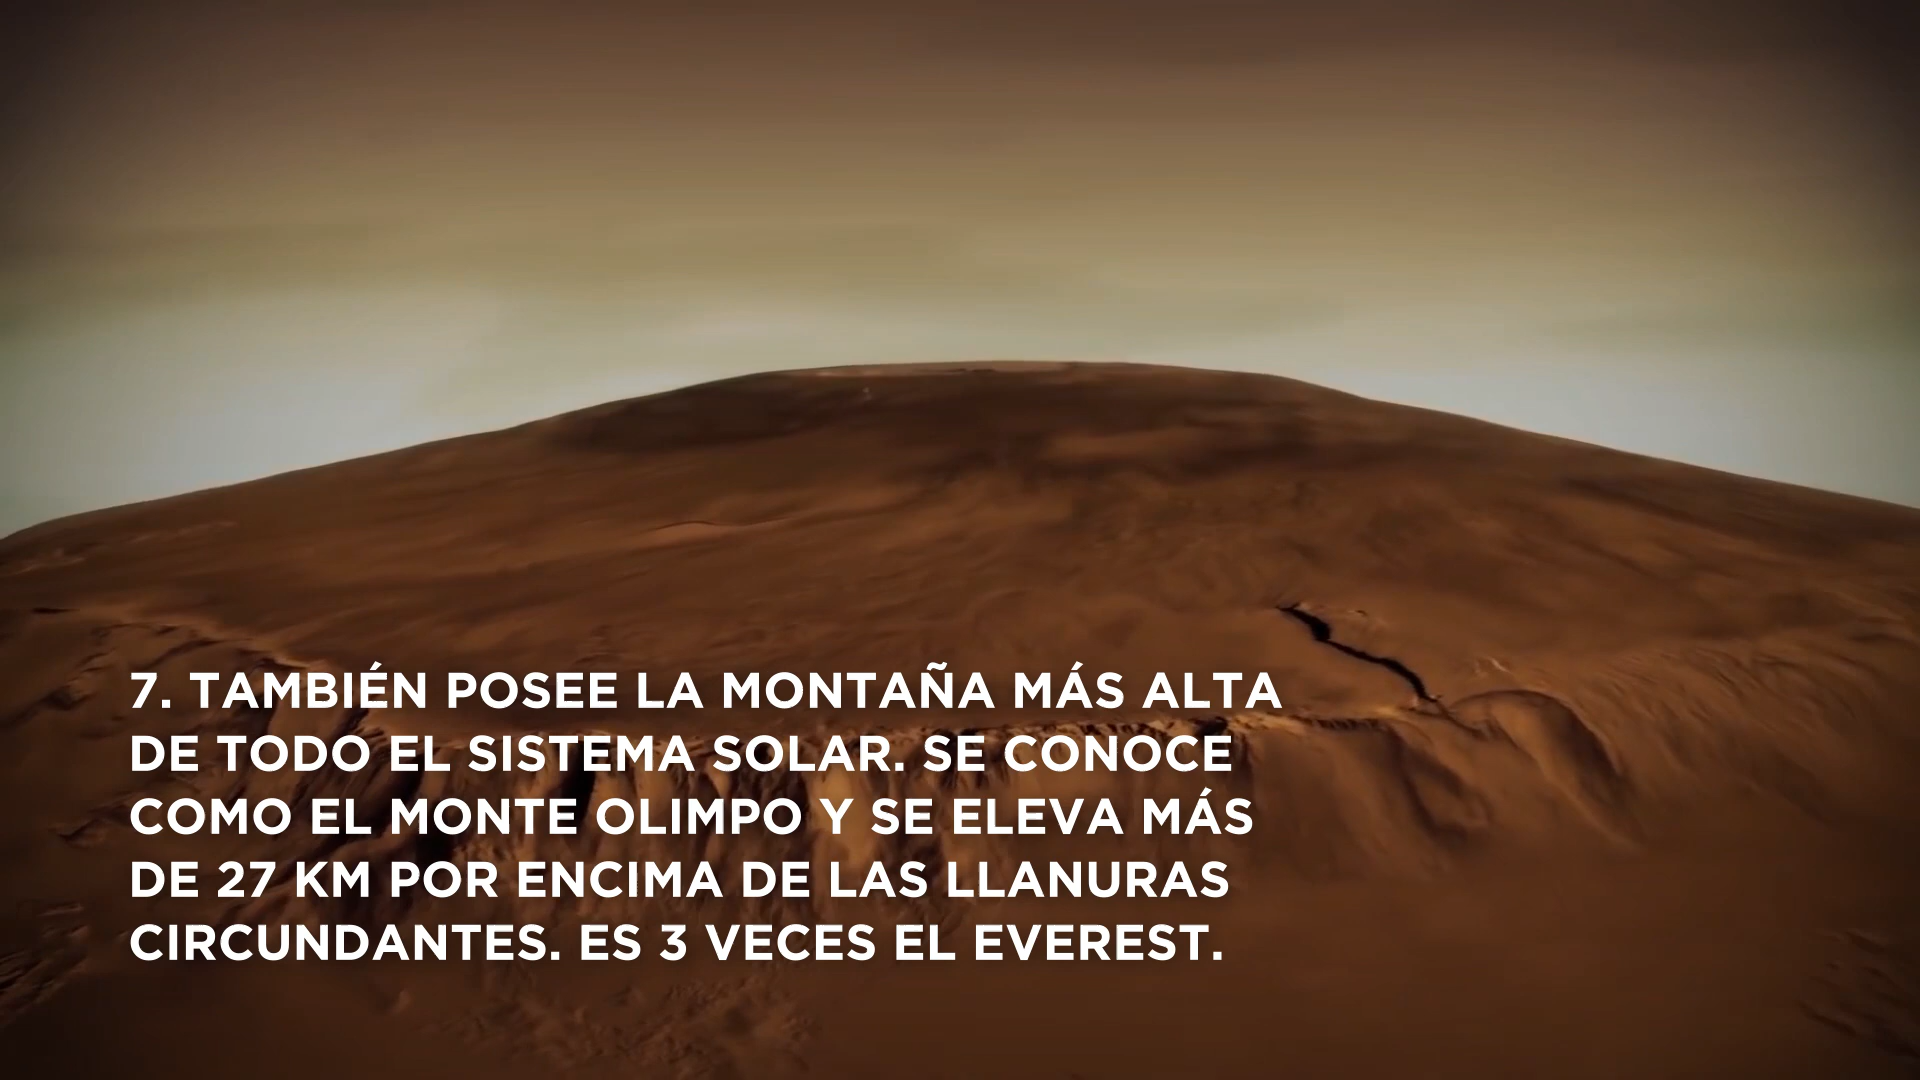 7. TAMBIÉN POSEE LA MONTAÑA MÁS ALTA
DE TODO EL SISTEMA SOLAR. SE CONOCE
COMO EL MONTE OLIMPO Y SE ELEVA MÁS
DE 27 KM POR ENCIMA DE LAS LLANURAS
CIRCUNDANTES. ES 3 VECES EL EVEREST.